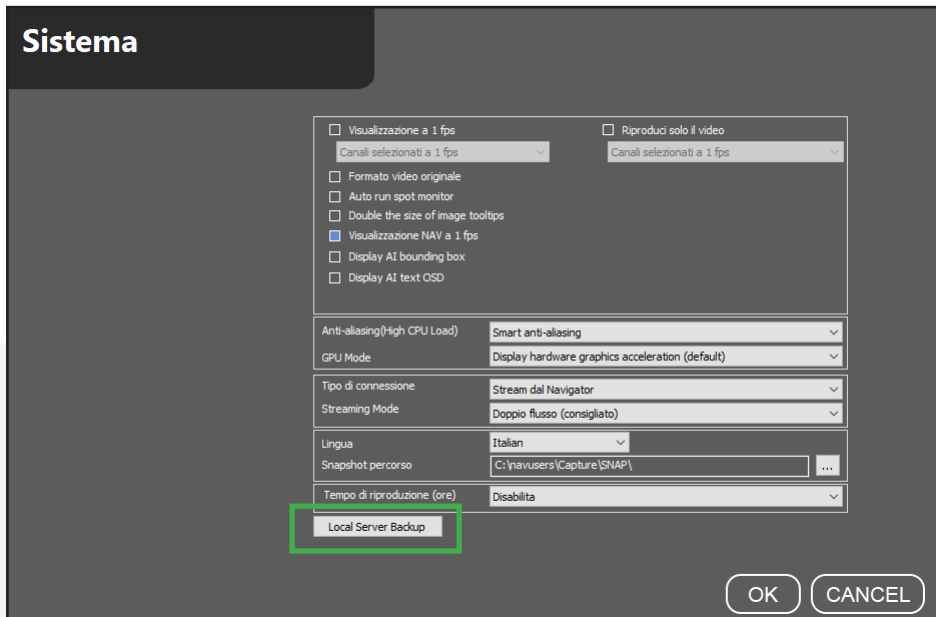 Sistema
Visualizzazione a 1 fps
Riproduci solo il video
Canali selezionati a 1 fps
Canali selezionati a 1 fps
Formato video originale
Auto run spot monitor
Double the size of image tooltips
Visualizzazione NAV a 1 fps
Display AI bounding box
Display AI text OSD
Anti-aliasing(High CPU Load)
Smart anti-aliasing
GPU Mode
Display hardware graphics acceleration (default)
Tipo di connessione
Stream dal Navigator
Streaming Mode
Doppio flusso (consigliato)
Lingua
Italian
Snapshot percorso
C:\navusers\Capture\SNAP\
...
Tempo di riproduzione (ore)
Disabilita
Local Server Backup
OK
CANCEL